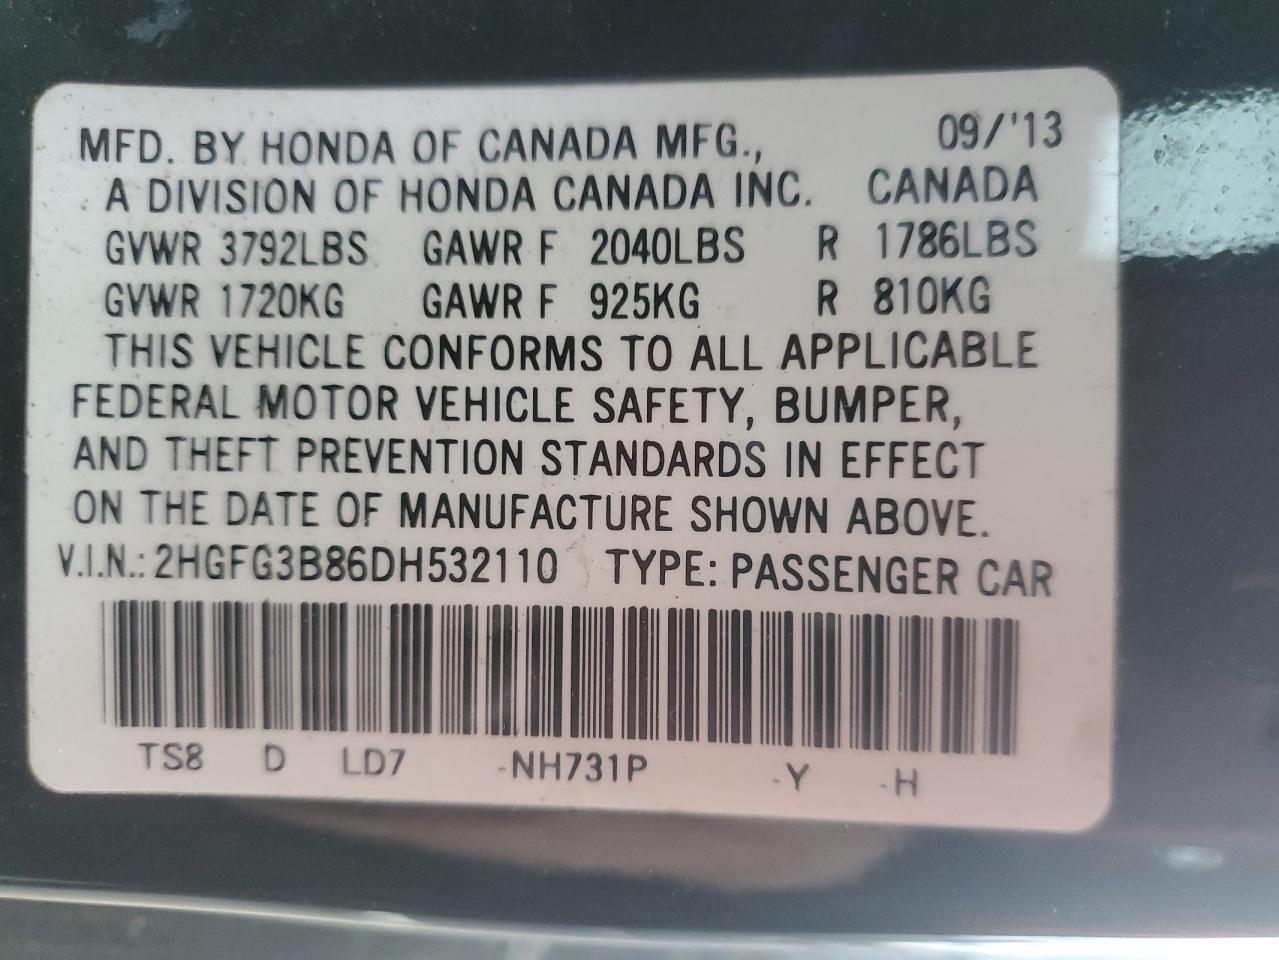 MFD. BY HONDA OF CANADA MFG., 09/'13
A DIVISION OF HONDA CANADA INC. CANADA
GVWR 3792LBS GAWR F 2040LBS R 1786LBS
GVWR 1720KG GAWR F 925KG R 810KG
THIS VEHICLE CONFORMS TO ALL APPLICABLE
FEDERAL MOTOR VEHICLE SAFETY, BUMPER,
AND THEFT PREVENTION STANDARDS IN EFFECT
ON THE DATE OF MANUFACTURE SHOWN ABOVE.
V.I.N.: 2HGFG3B86DH532110 TYPE: PASSENGER CAR
TS8 D LD7 -NH731P -Y -H